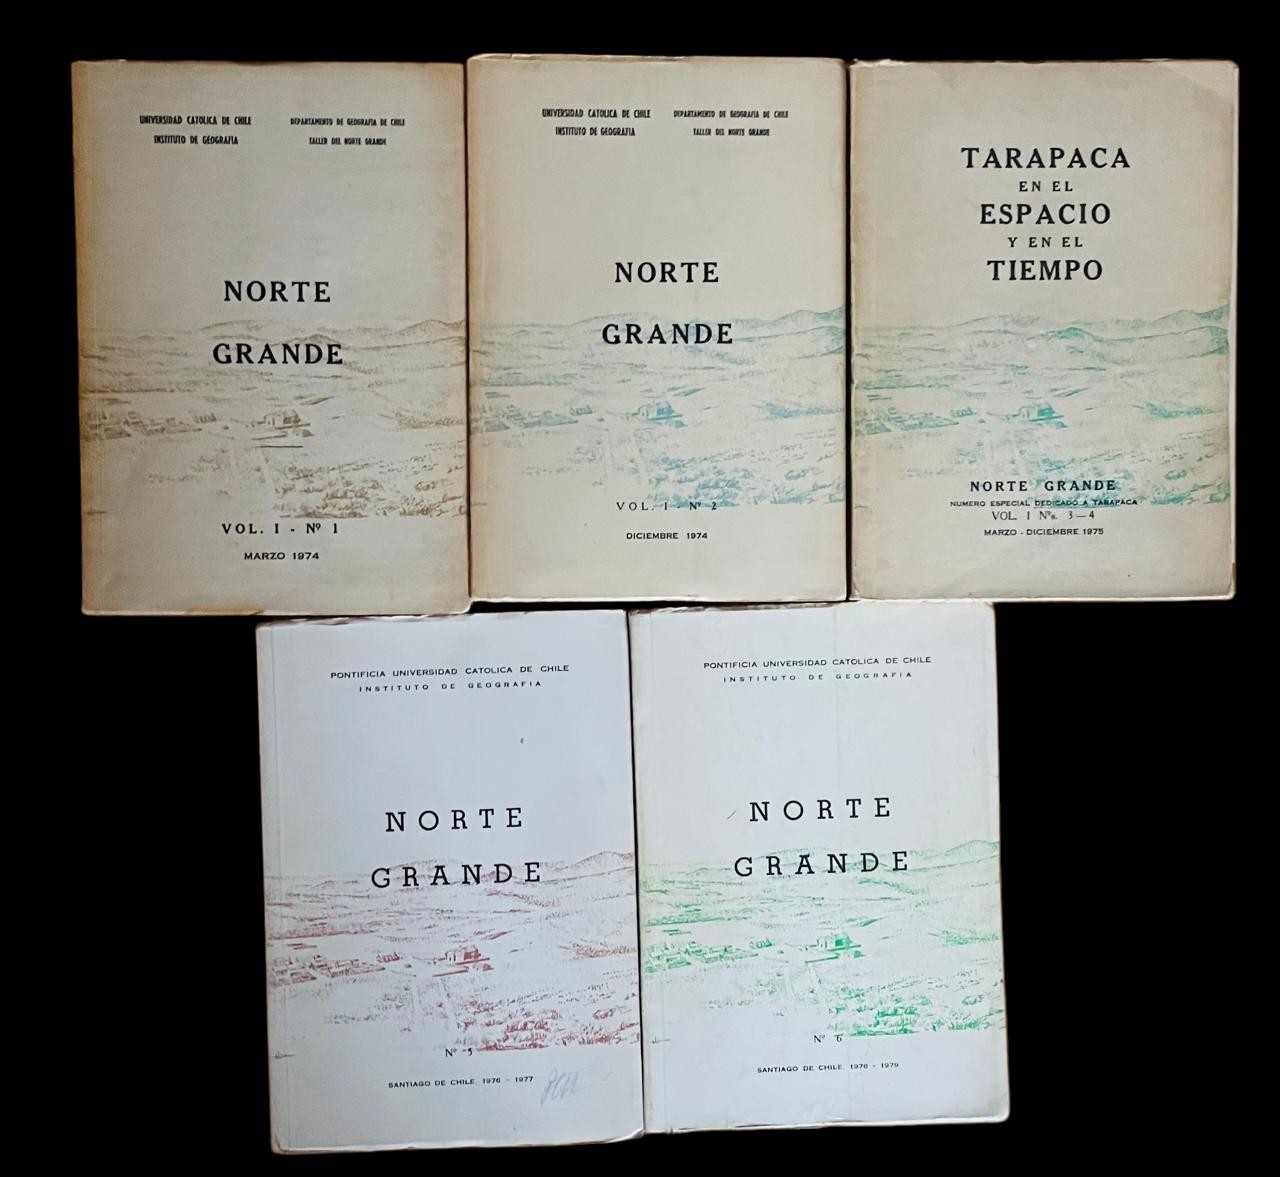 UNIVERSIDAD CATOLICA DE CHILE
INSTITUTO DE GEOGRAFIA
DEPARTAMENTO DE GEOGRAFIA DE CHILE
TALLER DEL NORTE GRANDE
NORTE
GRANDE
VOL. I - Nº 1
MARZO 1974
UNIVERSIDAD CATOLICA DE CHILE
INSTITUTO DE GEOGRAFIA
DEPARTAMENTO DE GEOGRAFIA DE CHILE
TALLER DEL NORTE GRANDE
NORTE
GRANDE
VOL. I - Nº 2
DICIEMBRE 1974
TARAPACA
EN EL
ESPACIO
Y EN EL
TIEMPO
NORTE GRANDE
NUMERO ESPECIAL DEDICADO A TARAPACA
VOL. I Nºs. 3 — 4
MARZO - DICIEMBRE 1975
PONTIFICIA UNIVERSIDAD CATOLICA DE CHILE
INSTITUTO DE GEOGRAFIA
NORTE
GRANDE
Nº 5
SANTIAGO DE CHILE, 1976 - 1977
PONTIFICIA UNIVERSIDAD CATOLICA DE CHILE
INSTITUTO DE GEOGRAFIA
NORTE
GRANDE
Nº 6
SANTIAGO DE CHILE, 1978 - 1979